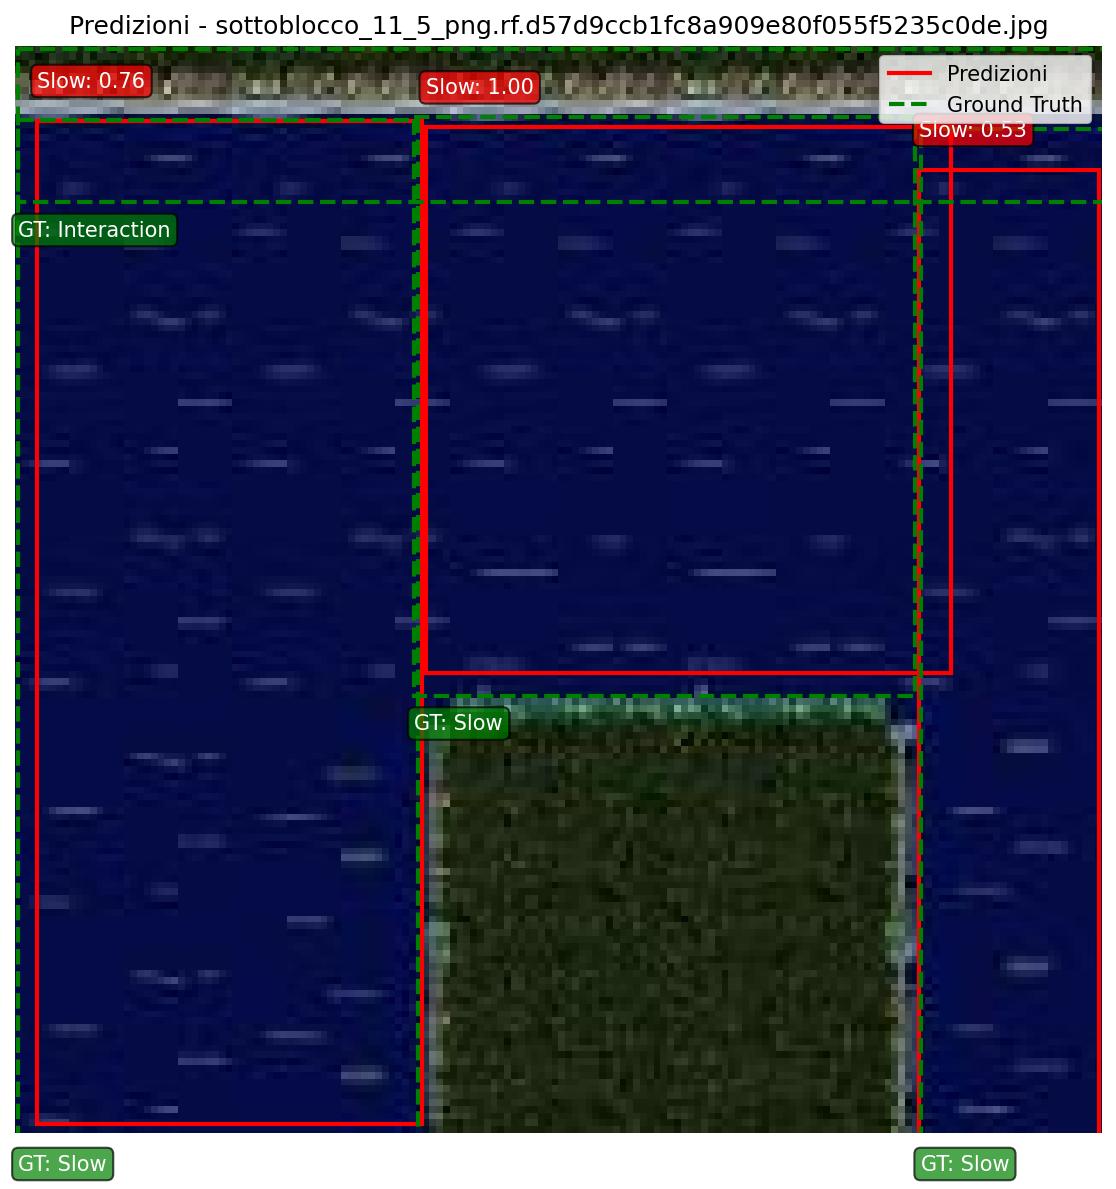 Predizioni - sottoblocco_11_5_png.rf.d57d9ccb1fc8a909e80f055f5235c0de.jpg
Slow: 0.76
Slow: 1.00
Predizioni
Ground Truth
Slow: 0.53
GT: Interaction
GT: Slow
GT: Slow
GT: Slow